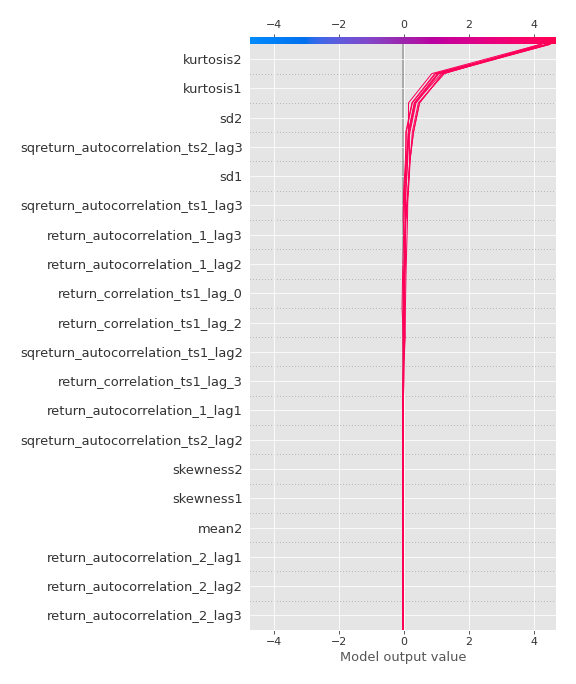 −4 −2 0 2 4
kurtosis2
kurtosis1
sd2
sqreturn_autocorrelation_ts2_lag3
sd1
sqreturn_autocorrelation_ts1_lag3
return_autocorrelation_1_lag3
return_autocorrelation_1_lag2
return_correlation_ts1_lag_0
return_correlation_ts1_lag_2
sqreturn_autocorrelation_ts1_lag2
return_correlation_ts1_lag_3
return_autocorrelation_1_lag1
sqreturn_autocorrelation_ts2_lag2
skewness2
skewness1
mean2
return_autocorrelation_2_lag1
return_autocorrelation_2_lag2
return_autocorrelation_2_lag3
−4 −2 0 2 4
Model output value